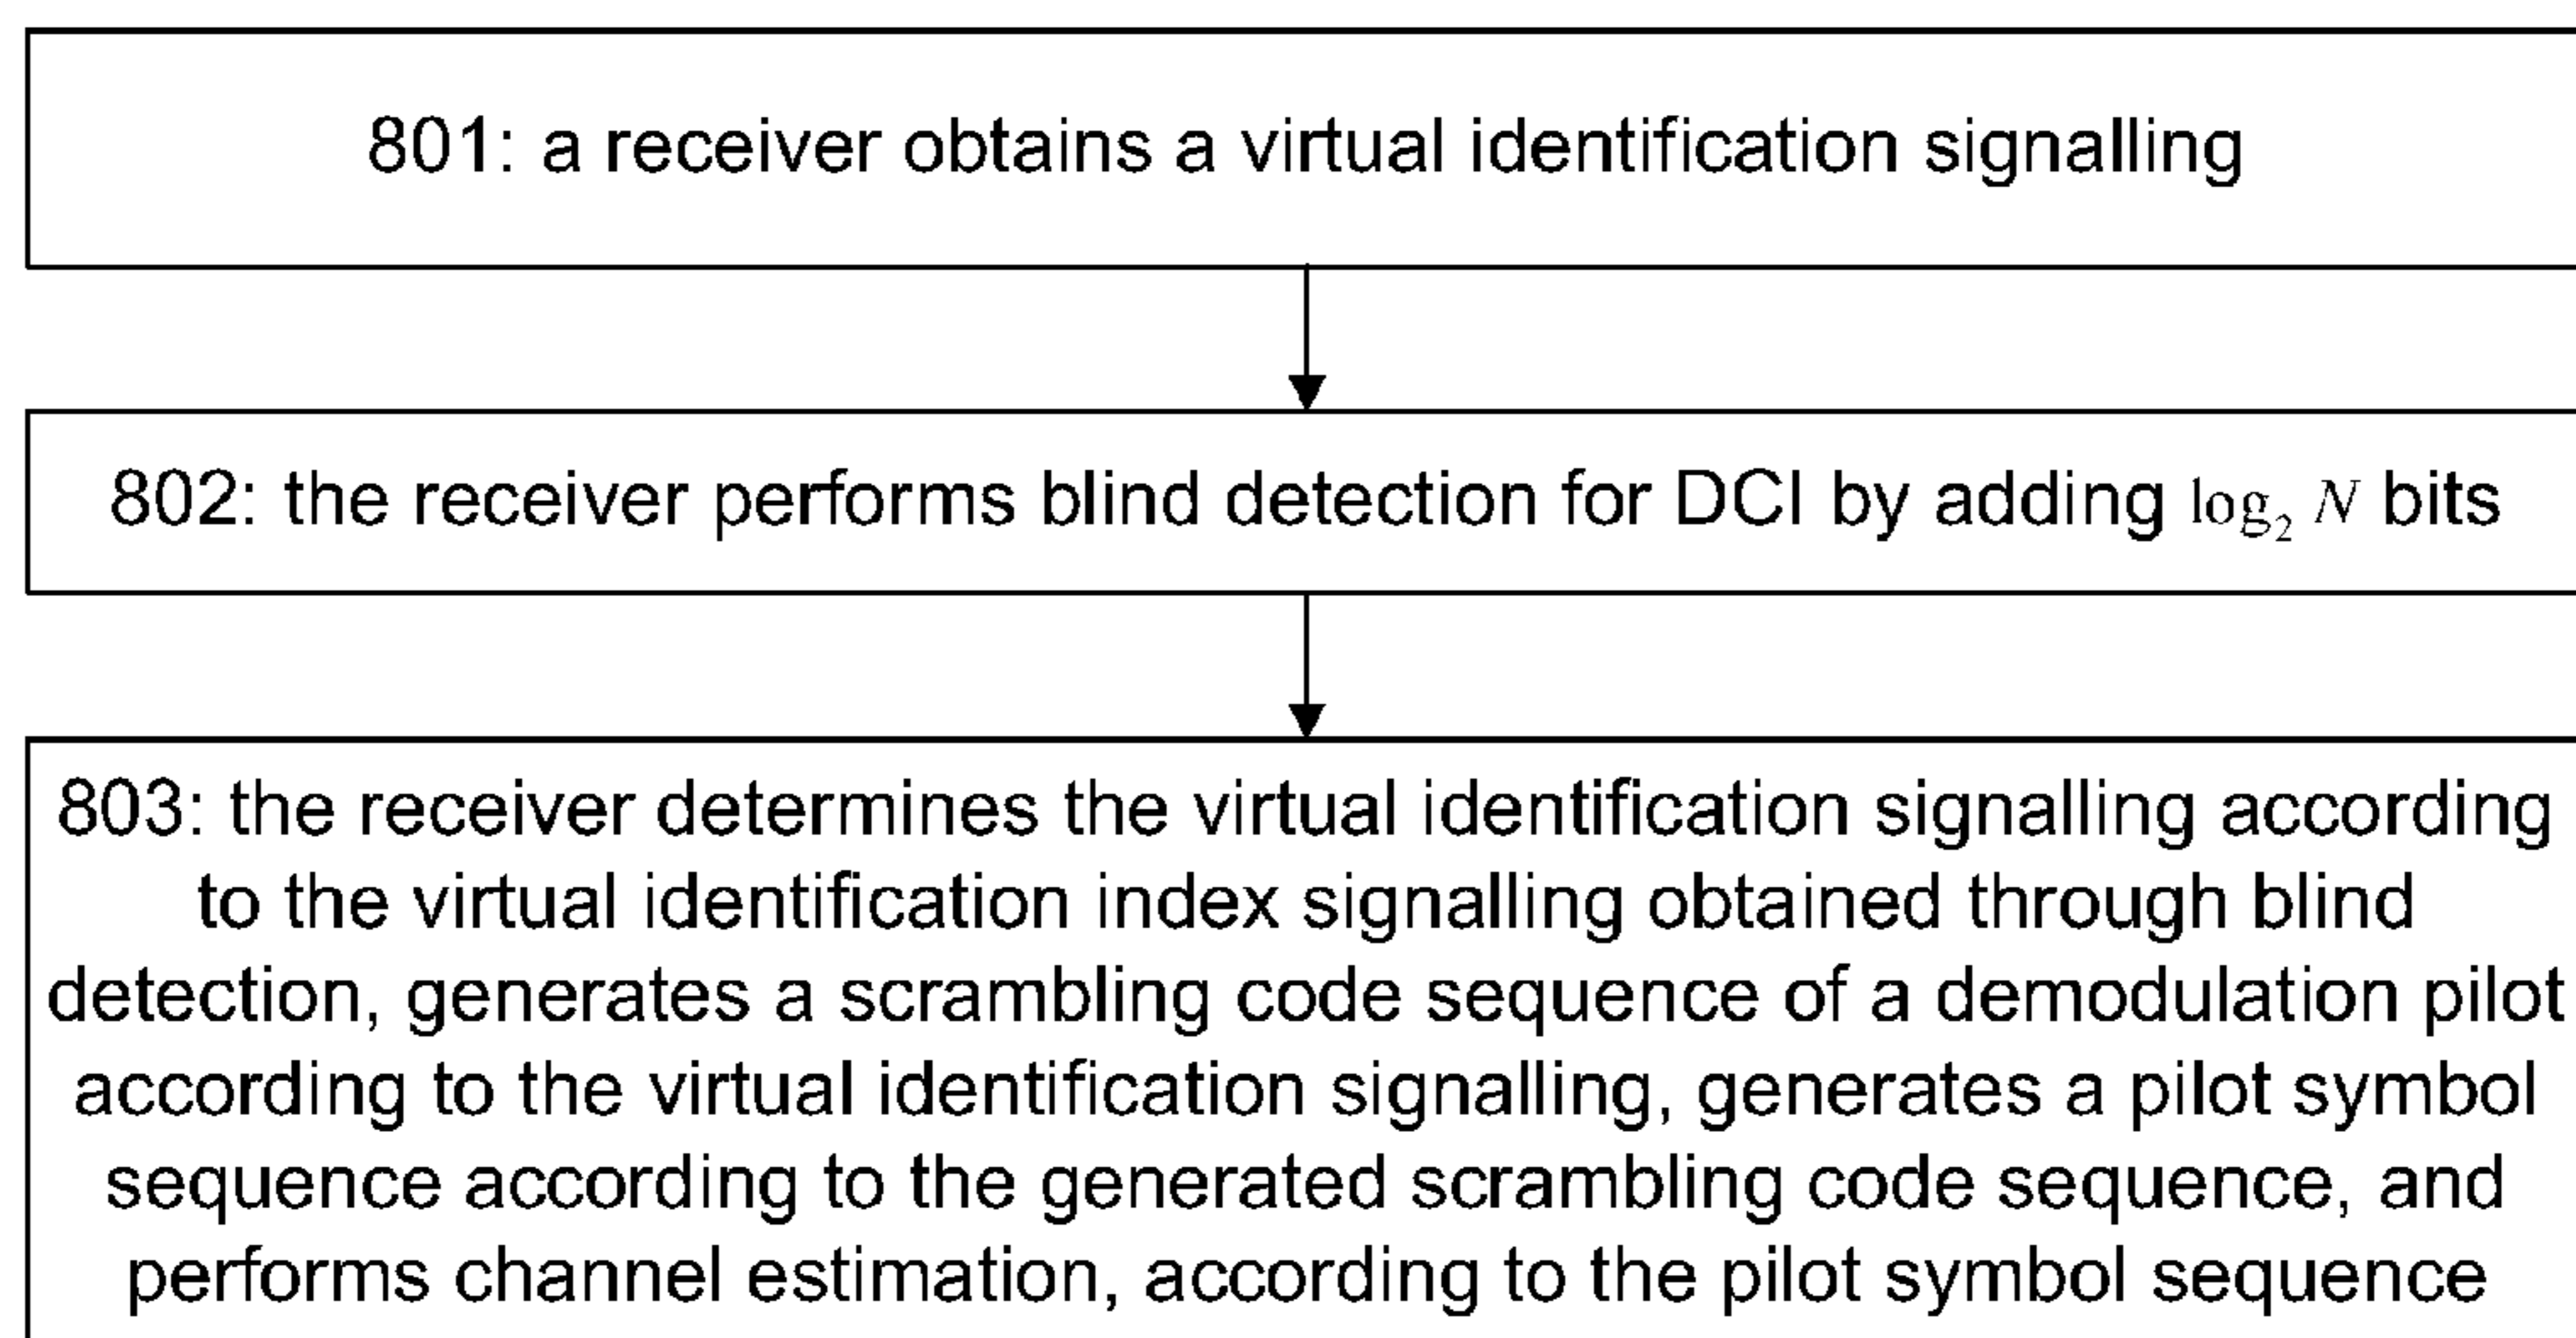 801: a receiver obtains a virtual identification signalling
802: the receiver performs blind detection for DCI by adding log₂ N bits
803: the receiver determines the virtual identification signalling according
to the virtual identification index signalling obtained through blind
detection, generates a scrambling code sequence of a demodulation pilot
according to the virtual identification signalling, generates a pilot symbol
sequence according to the generated scrambling code sequence, and
performs channel estimation, according to the pilot symbol sequence